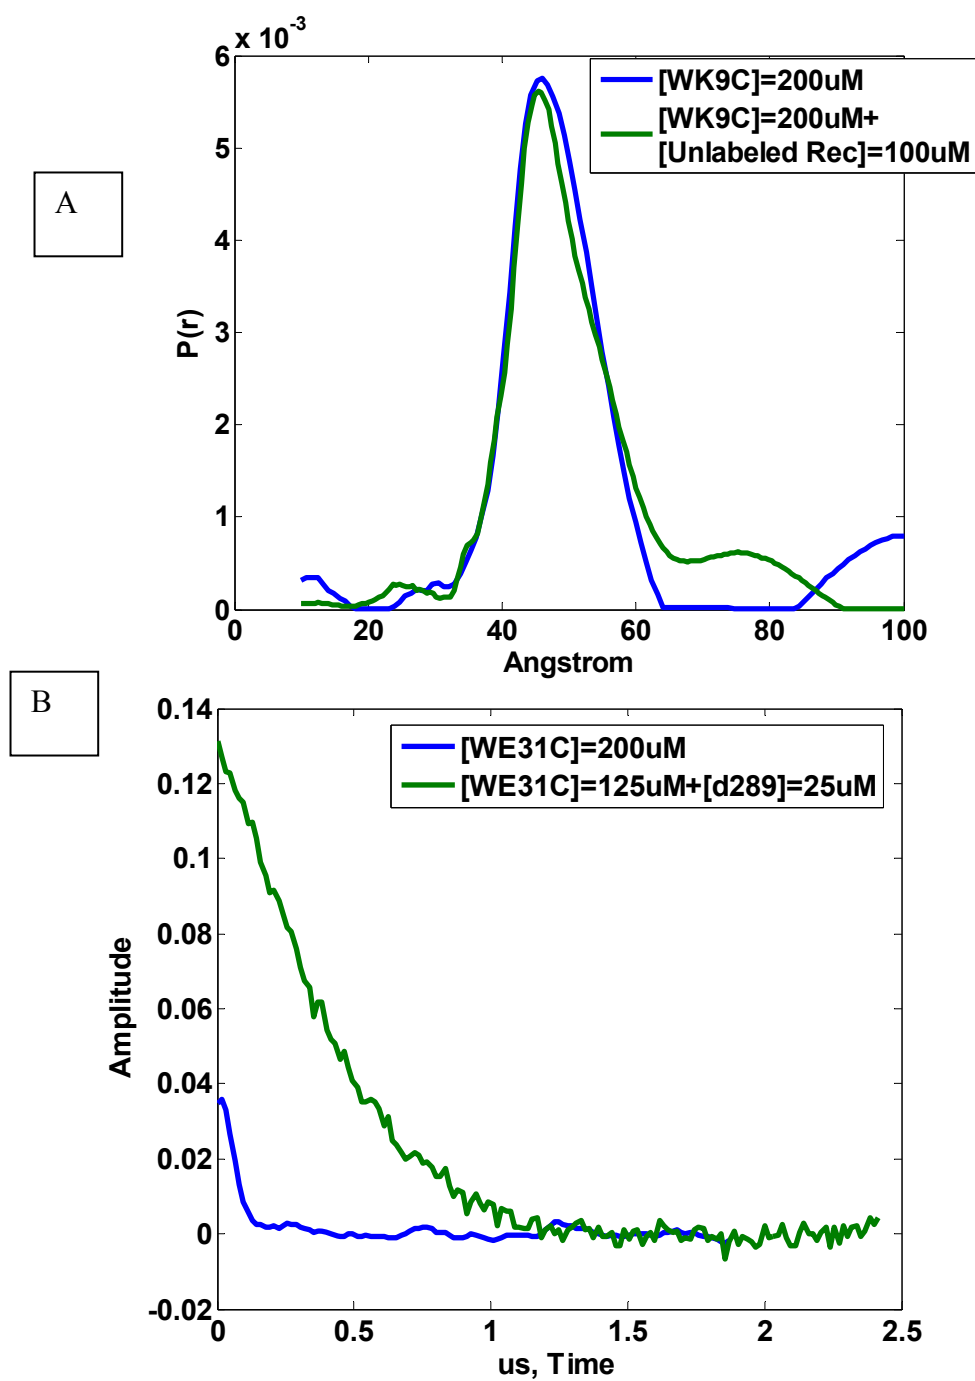 x 10-3
6
5
4
3
2
1
0
P(r)
0 20 40 60 80 100
Angstrom
[WK9C]=200uM
[WK9C]=200uM+
[Unlabeled Rec]=100uM
A
B
0.14
0.12
0.1
0.08
0.06
0.04
0.02
0
-0.02
Amplitude
0 0.5 1 1.5 2 2.5
us, Time
[WE31C]=200uM
[WE31C]=125uM+[d289]=25uM